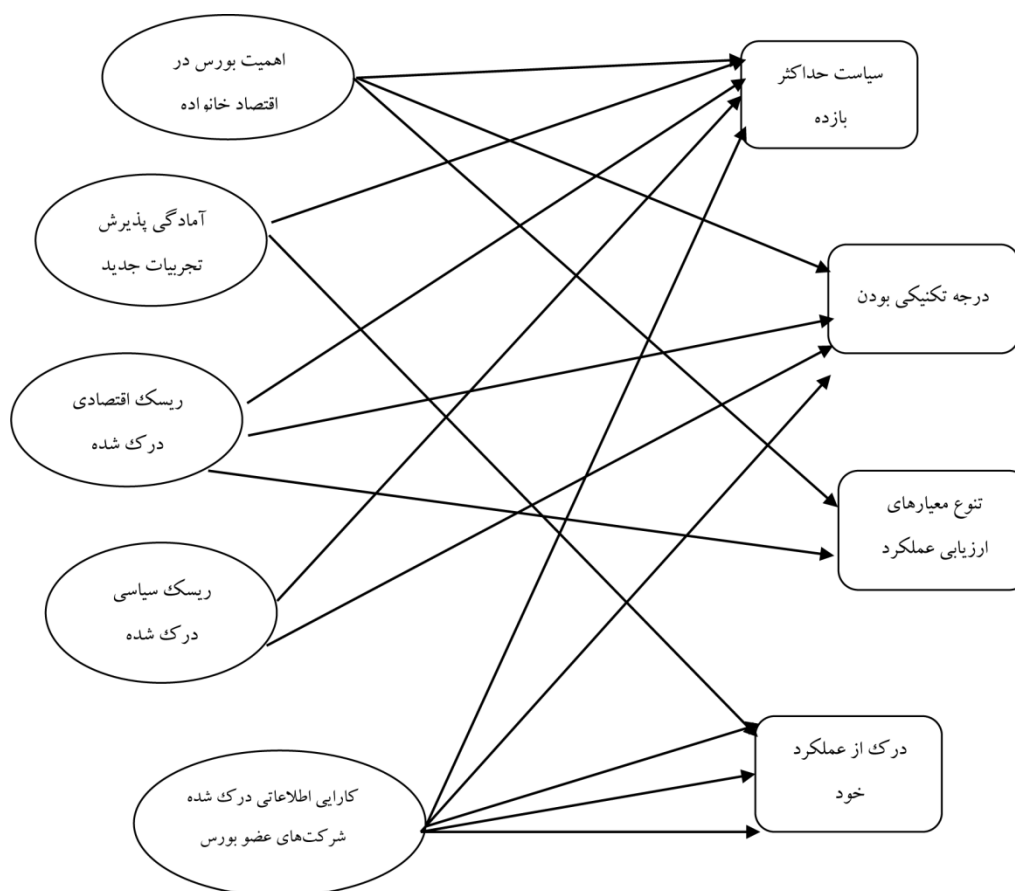 اهمیت بورس در
اقتصاد خانواده
سیاست حداکثر
بازده
آمادگی پذیرش
تجربیات جدید
درجه تکنیکی بودن
ریسک اقتصادی
درک شده
تنوع معیارهای
ارزیابی عملکرد
ریسک سیاسی
درک شده
درک از عملکرد
خود
کارایی اطلاعاتی درک شده
شرکت‌های عضو بورس